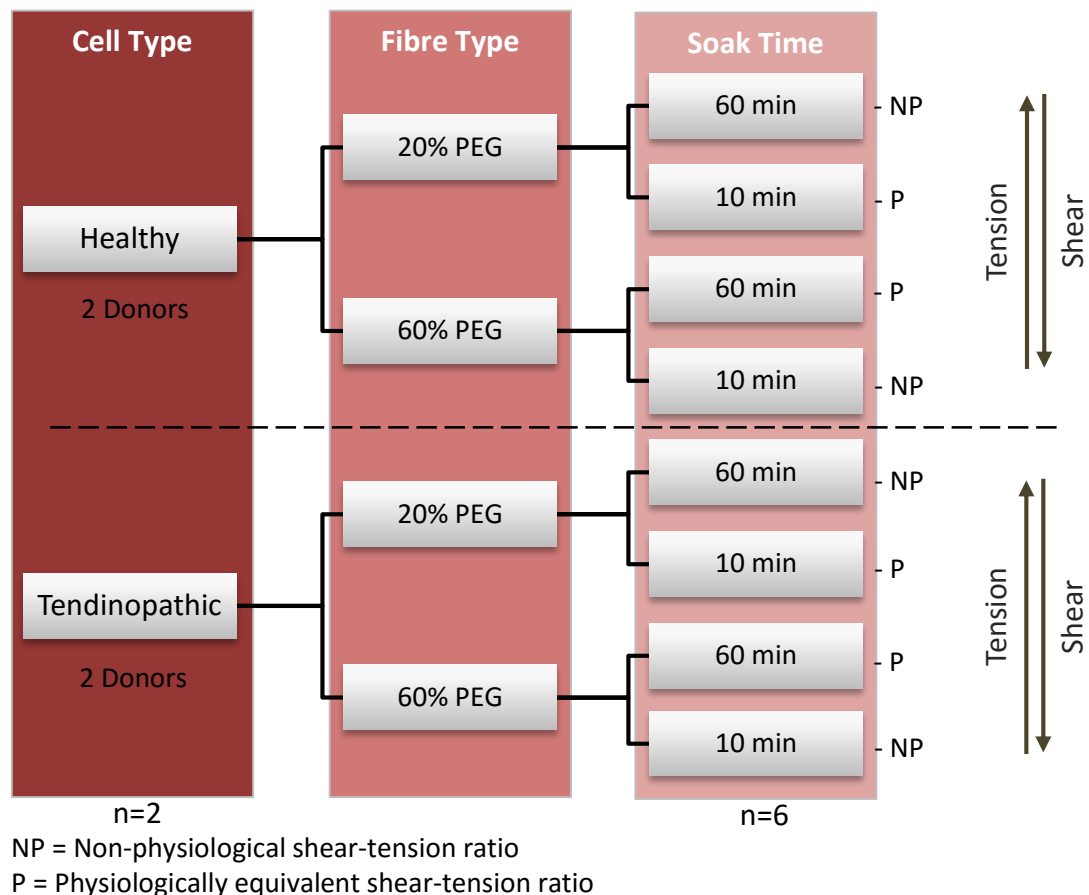 Cell Type
Fibre Type
Soak Time
Healthy
2 Donors
20% PEG
60% PEG
60 min
- NP
10 min
- P
60 min
- P
10 min
- NP
Tension
Shear
Tendinopathic
2 Donors
20% PEG
60% PEG
60 min
- NP
10 min
- P
60 min
- P
10 min
- NP
Tension
Shear
n=2
n=6
NP = Non-physiological shear-tension ratio
P = Physiologically equivalent shear-tension ratio